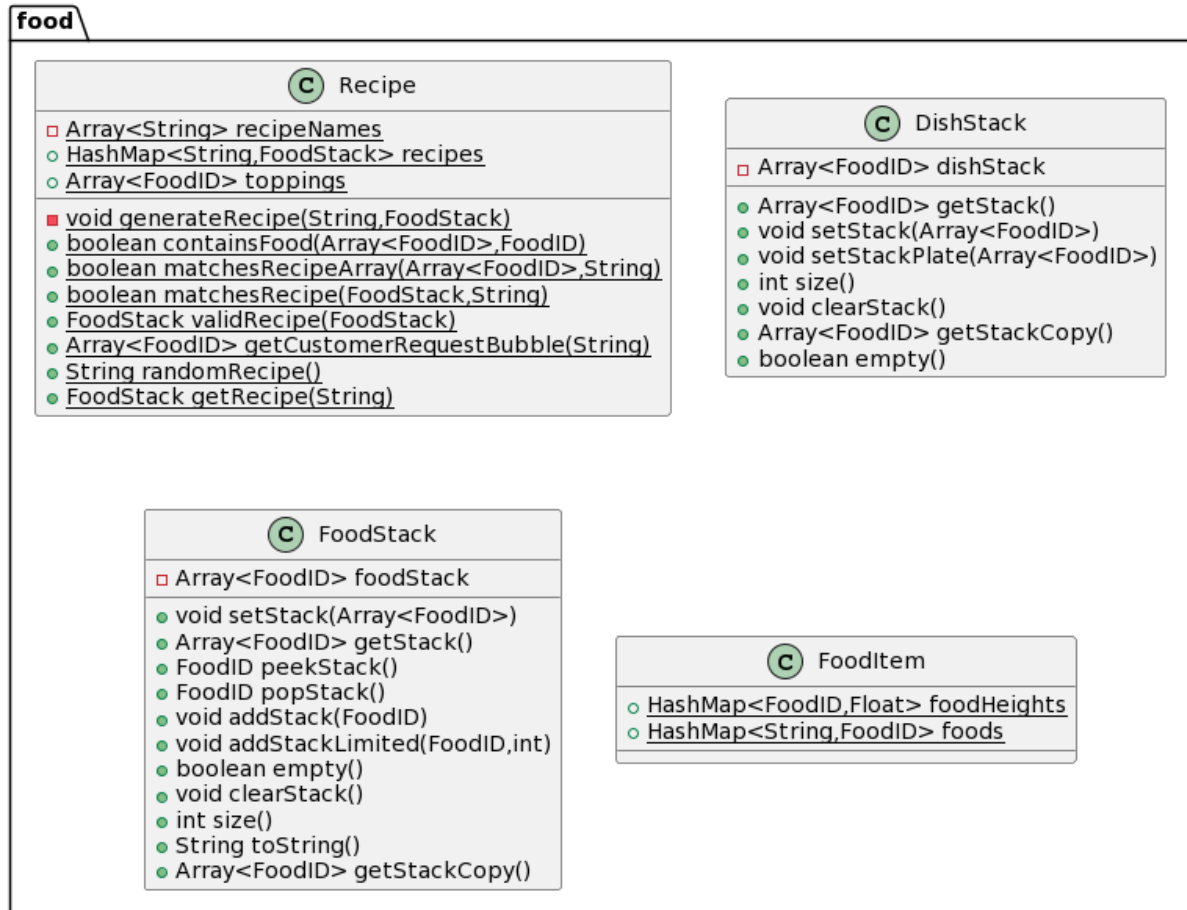 food
C Recipe
Array<String> recipeNames
HashMap<String,FoodStack> recipes
Array<FoodID> toppings
void generateRecipe(String,FoodStack)
boolean containsFood(Array<FoodID>,FoodID)
boolean matchesRecipeArray(Array<FoodID>,String)
boolean matchesRecipe(FoodStack,String)
FoodStack validRecipe(FoodStack)
Array<FoodID> getCustomerRequestBubble(String)
String randomRecipe()
FoodStack getRecipe(String)
C DishStack
Array<FoodID> dishStack
Array<FoodID> getStack()
void setStack(Array<FoodID>)
void setStackPlate(Array<FoodID>)
int size()
void clearStack()
Array<FoodID> getStackCopy()
boolean empty()
C FoodStack
Array<FoodID> foodStack
void setStack(Array<FoodID>)
Array<FoodID> getStack()
FoodID peekStack()
FoodID popStack()
void addStack(FoodID)
void addStackLimited(FoodID,int)
boolean empty()
void clearStack()
int size()
String toString()
Array<FoodID> getStackCopy()
C FoodItem
HashMap<FoodID,Float> foodHeights
HashMap<String,FoodID> foods